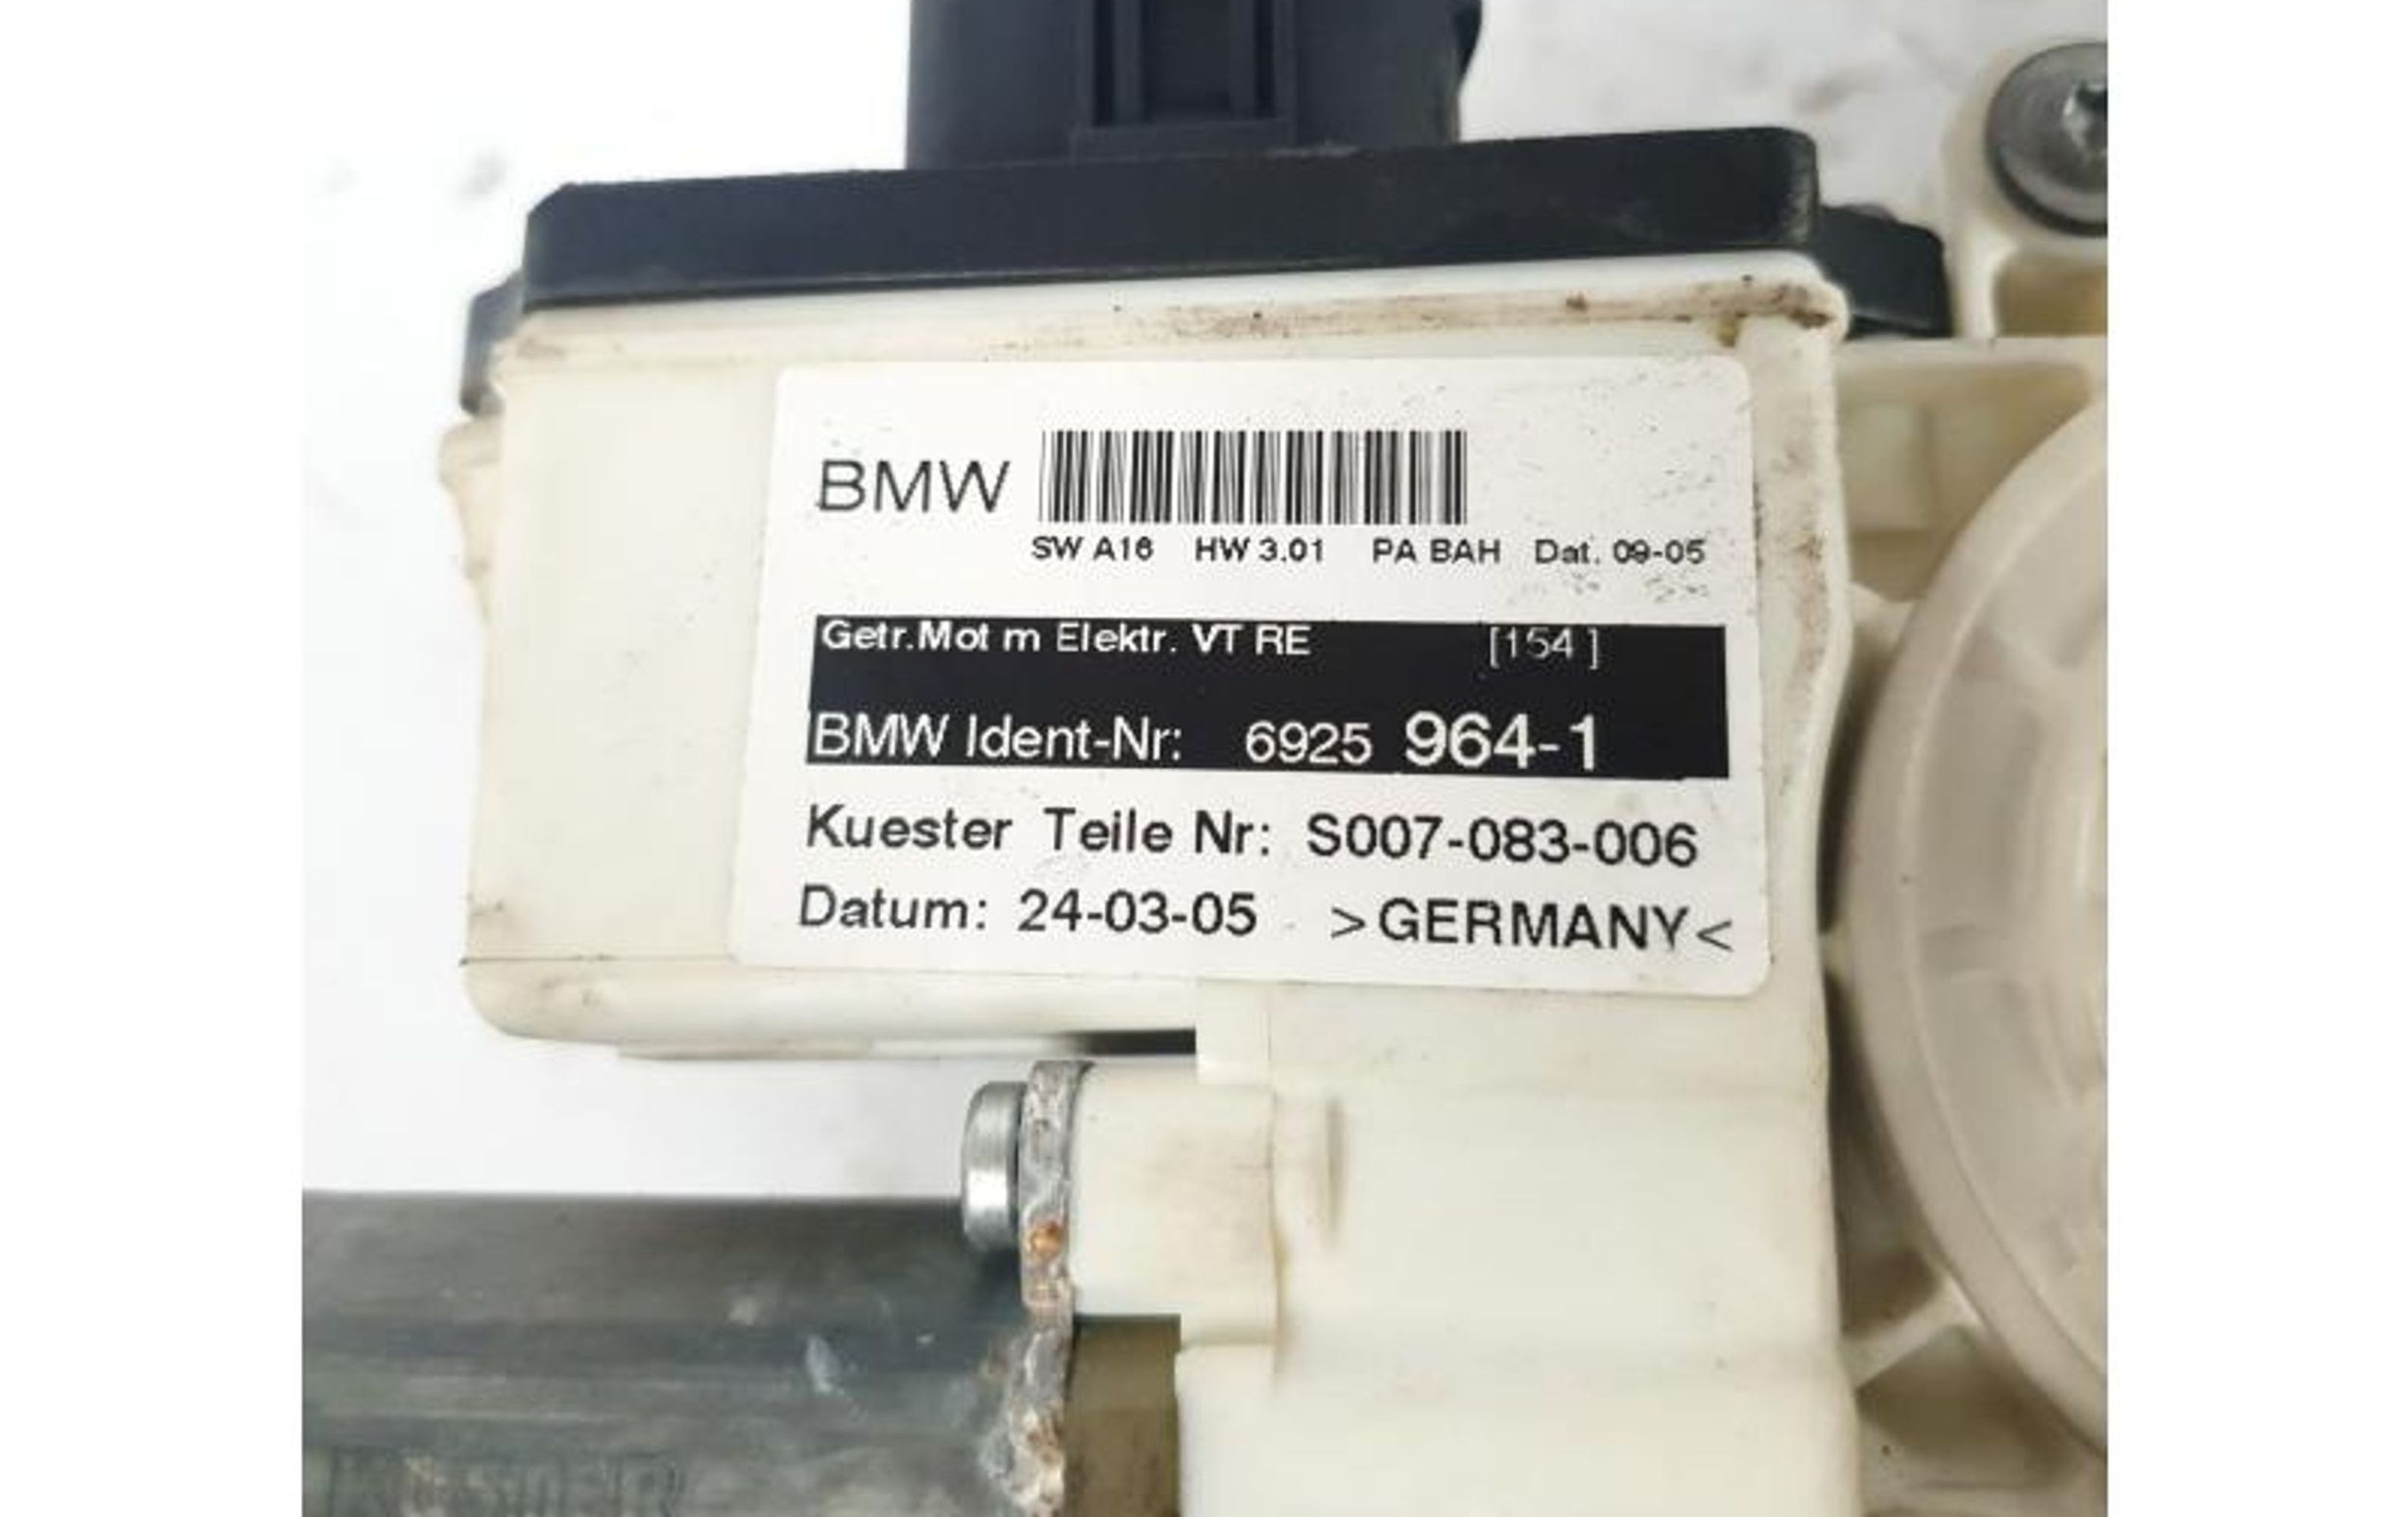 BMW
SW A16 HW 3.01 PA BAH Dat. 09-05
Getr.Mot m Elektr. VT RE [154 ]
BMW Ident-Nr: 6925 964-1
Kuester Teile Nr: S007-083-006
Datum: 24-03-05 >GERMANY<